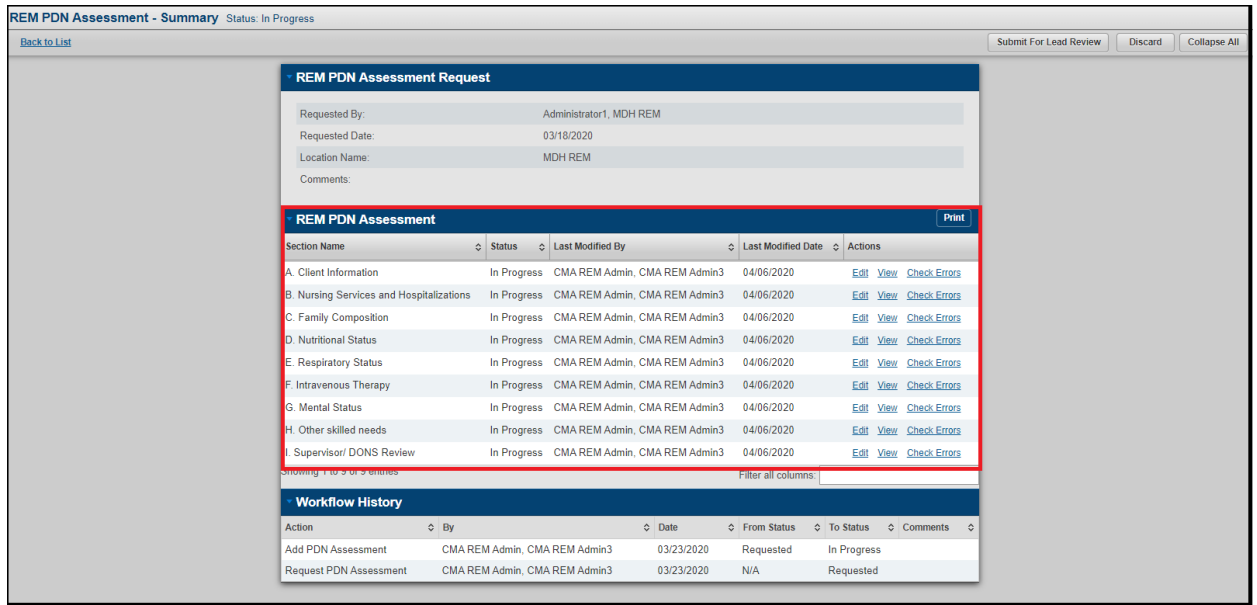 REM PDN Assessment - Summary Status: In Progress
Back to List Submit For Lead Review Discard Collapse All
REM PDN Assessment Request
Requested By: Administrator1, MDH REM
Requested Date: 03/18/2020
Location Name: MDH REM
Comments:
REM PDN Assessment Print
Section Name Status Last Modified By Last Modified Date Actions
A. Client Information In Progress CMA REM Admin, CMA REM Admin3 04/06/2020 Edit View Check Errors
B. Nursing Services and Hospitalizations In Progress CMA REM Admin, CMA REM Admin3 04/06/2020 Edit View Check Errors
C. Family Composition In Progress CMA REM Admin, CMA REM Admin3 04/06/2020 Edit View Check Errors
D. Nutritional Status In Progress CMA REM Admin, CMA REM Admin3 04/06/2020 Edit View Check Errors
E. Respiratory Status In Progress CMA REM Admin, CMA REM Admin3 04/06/2020 Edit View Check Errors
F. Intravenous Therapy In Progress CMA REM Admin, CMA REM Admin3 04/06/2020 Edit View Check Errors
G. Mental Status In Progress CMA REM Admin, CMA REM Admin3 04/06/2020 Edit View Check Errors
H. Other skilled needs In Progress CMA REM Admin, CMA REM Admin3 04/06/2020 Edit View Check Errors
I. Supervisor/ DONS Review In Progress CMA REM Admin, CMA REM Admin3 04/06/2020 Edit View Check Errors
Showing 1 to 9 of 9 entries Filter all columns:
Workflow History
Action By Date From Status To Status Comments
Add PDN Assessment CMA REM Admin, CMA REM Admin3 03/23/2020 Requested In Progress
Request PDN Assessment CMA REM Admin, CMA REM Admin3 03/23/2020 N/A Requested